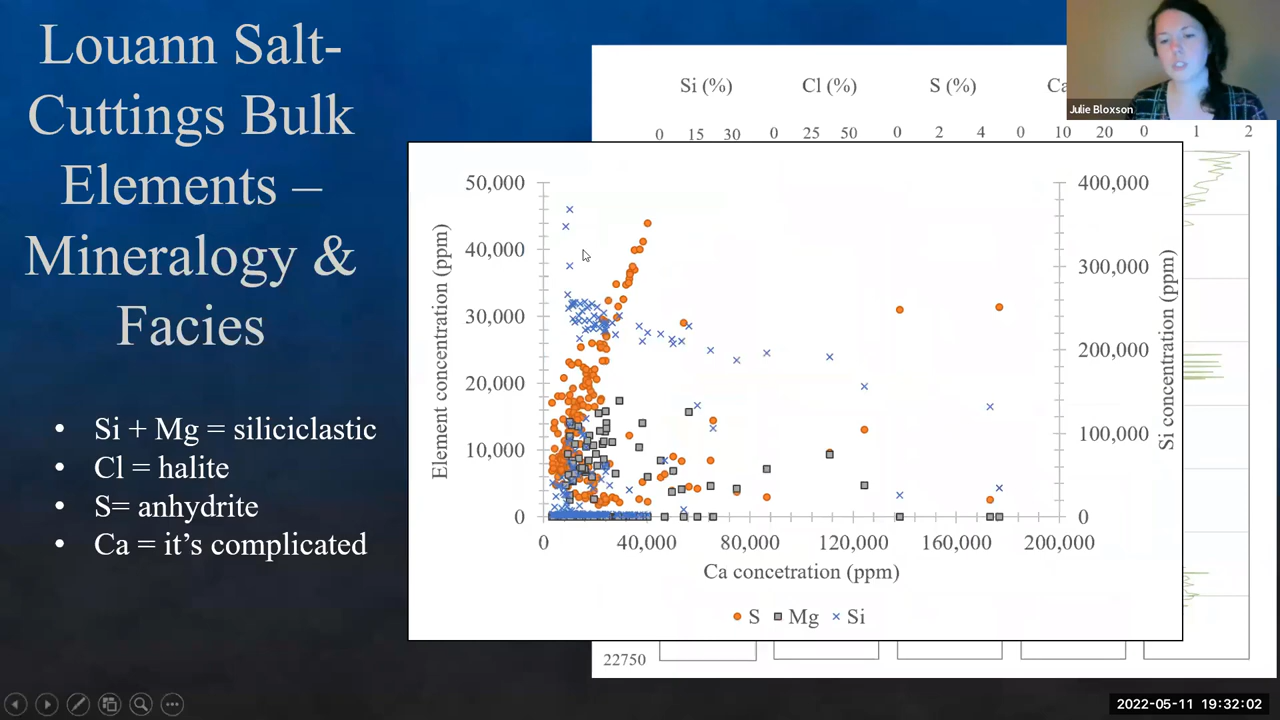 Louann Salt-
Cuttings Bulk
Elements –
Mineralogy &
Facies
• Si + Mg = siliciclastic
• Cl = halite
• S= anhydrite
• Ca = it's complicated
Si (%) Cl (%) S (%) Ca
0 15 30 0 25 50 0 2 4 0 10 20 0 1 2
Julie Bloxson
50,000
40,000
30,000
20,000
10,000
0
Element concentration (ppm)
400,000
300,000
200,000
100,000
0
Si concentration (ppm)
0 40,000 80,000 120,000 160,000 200,000
Ca concetration (ppm)
S Mg Si
22750
2022-05-11 19:32:02